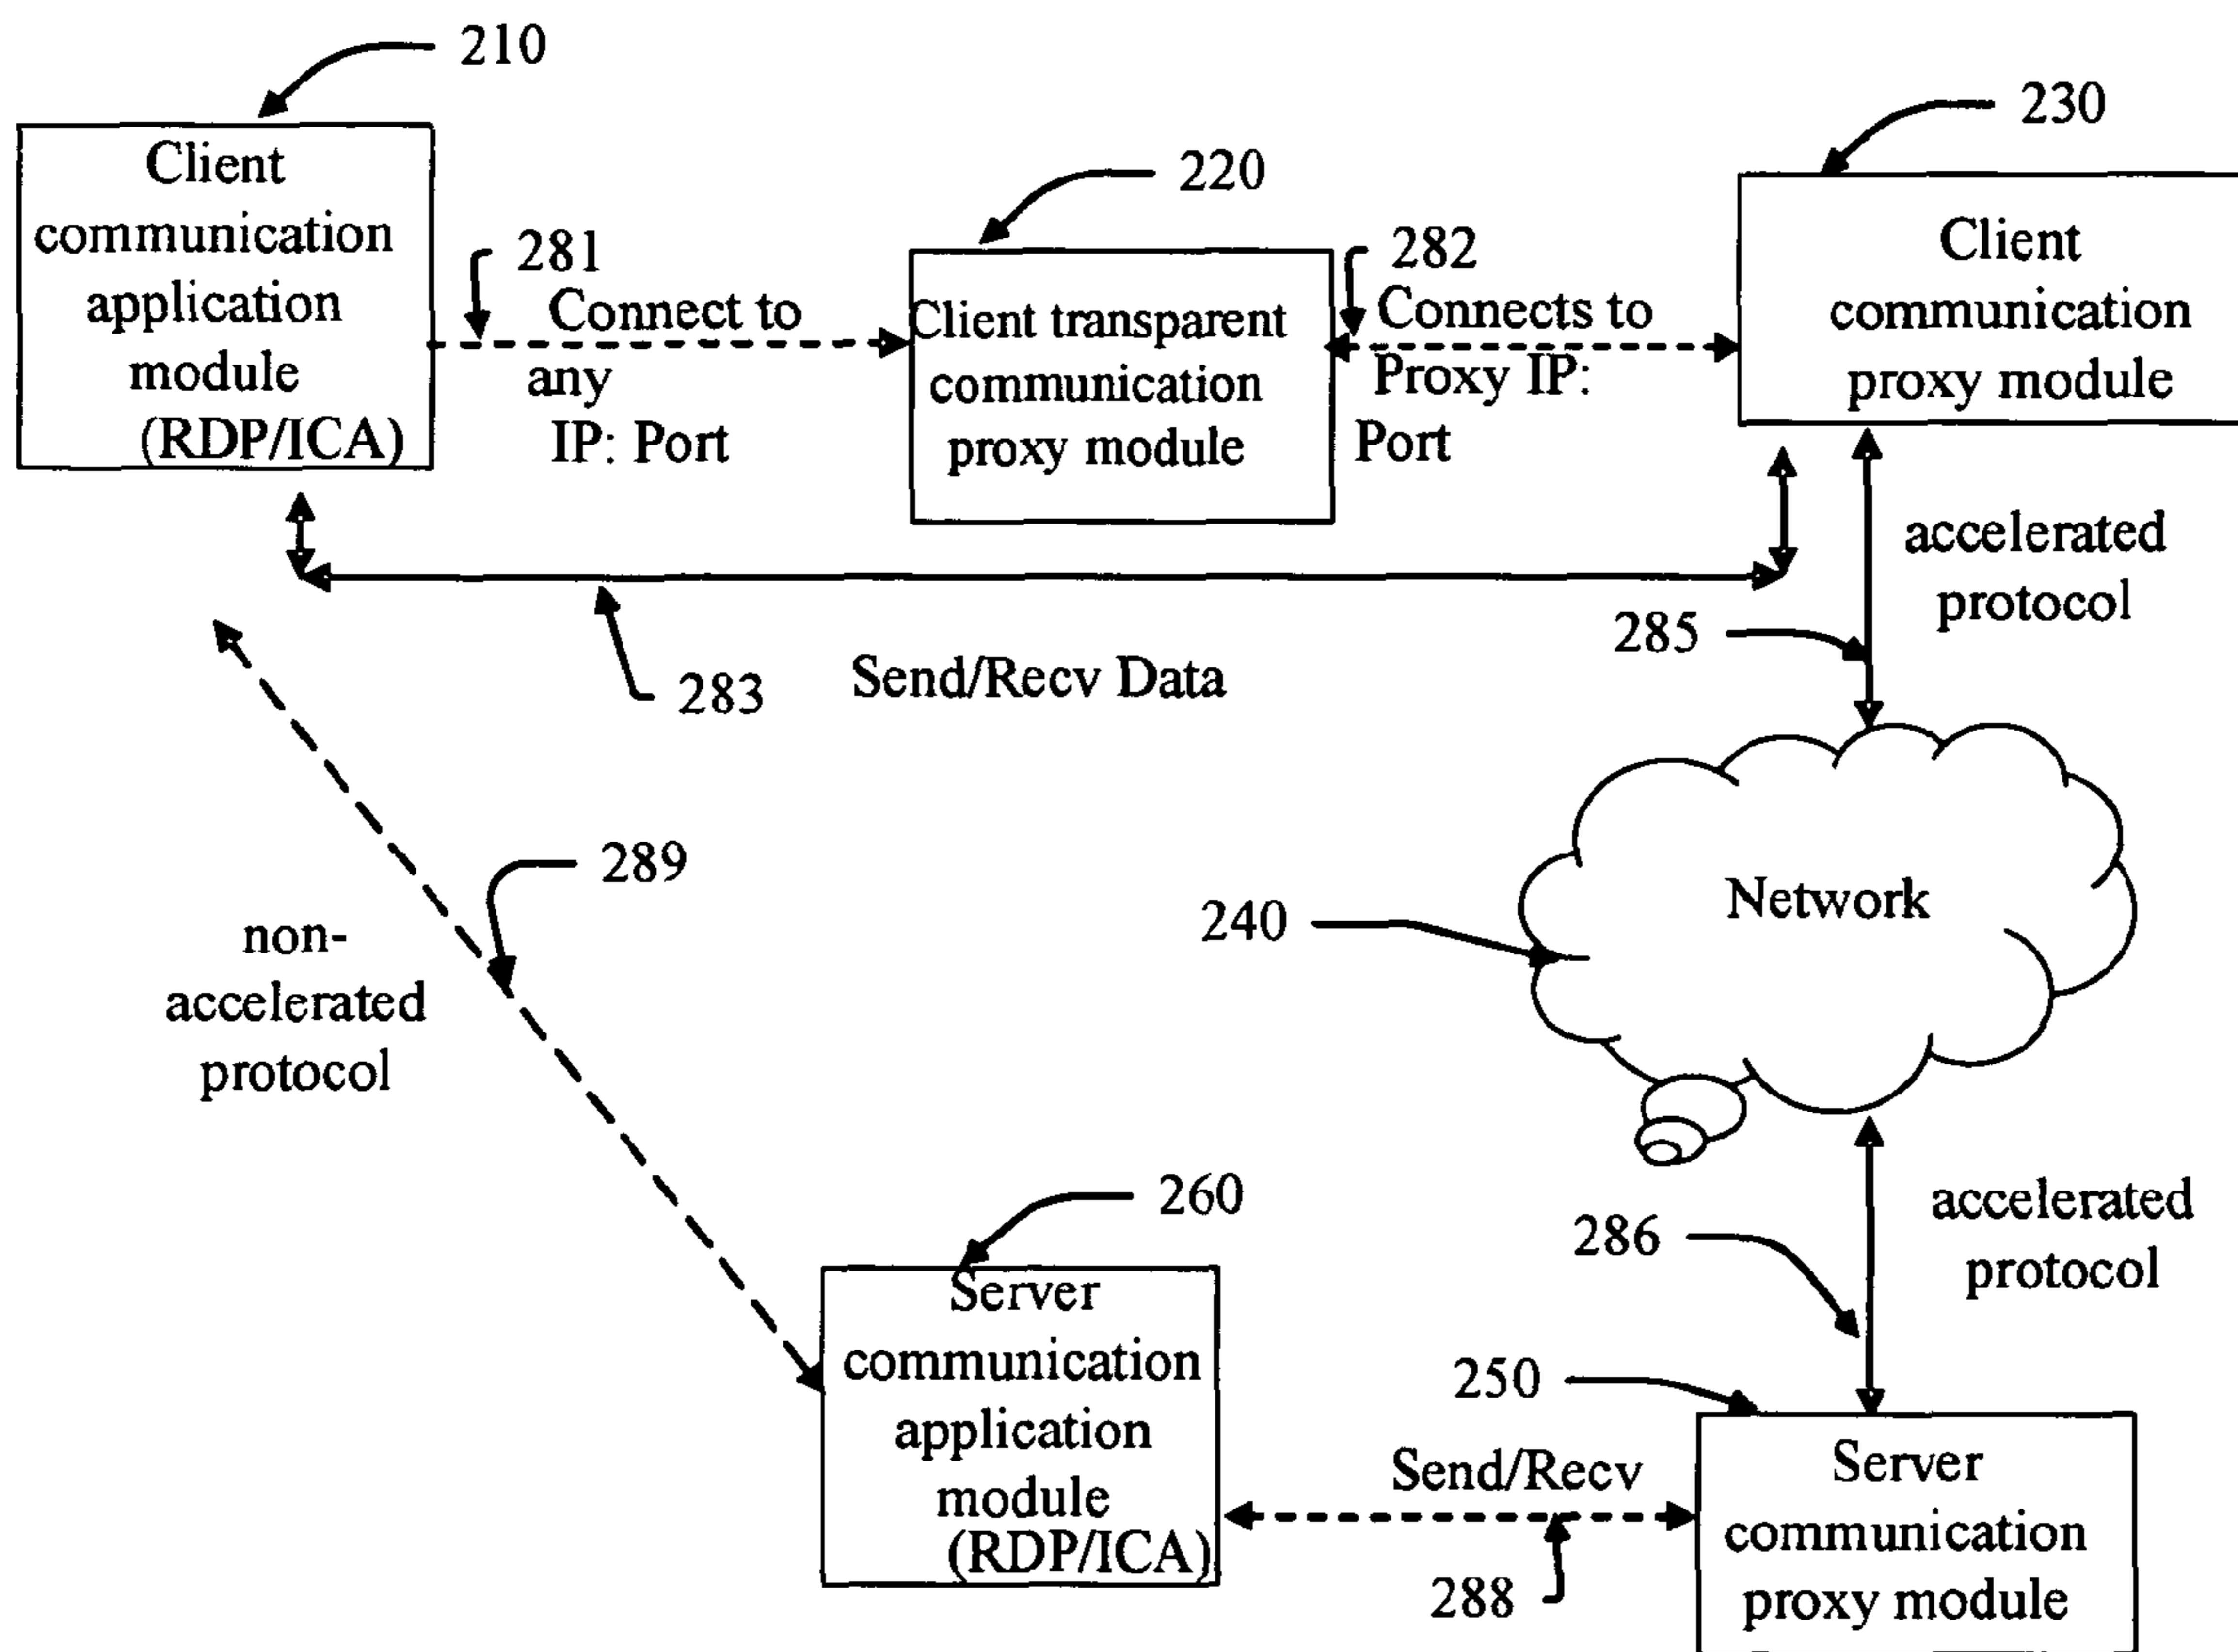 210
Client
communication
application
module
(RDP/ICA)
281
Connect to
any
IP: Port
220
Client transparent
communication
proxy module
282
Connects to
Proxy IP:
Port
230
Client
communication
proxy module
283
Send/Recv Data
285
accelerated
protocol
289
non-
accelerated
protocol
240
Network
260
Server
communication
application
module
(RDP/ICA)
286
accelerated
protocol
250
Send/Recv
288
Server
communication
proxy module